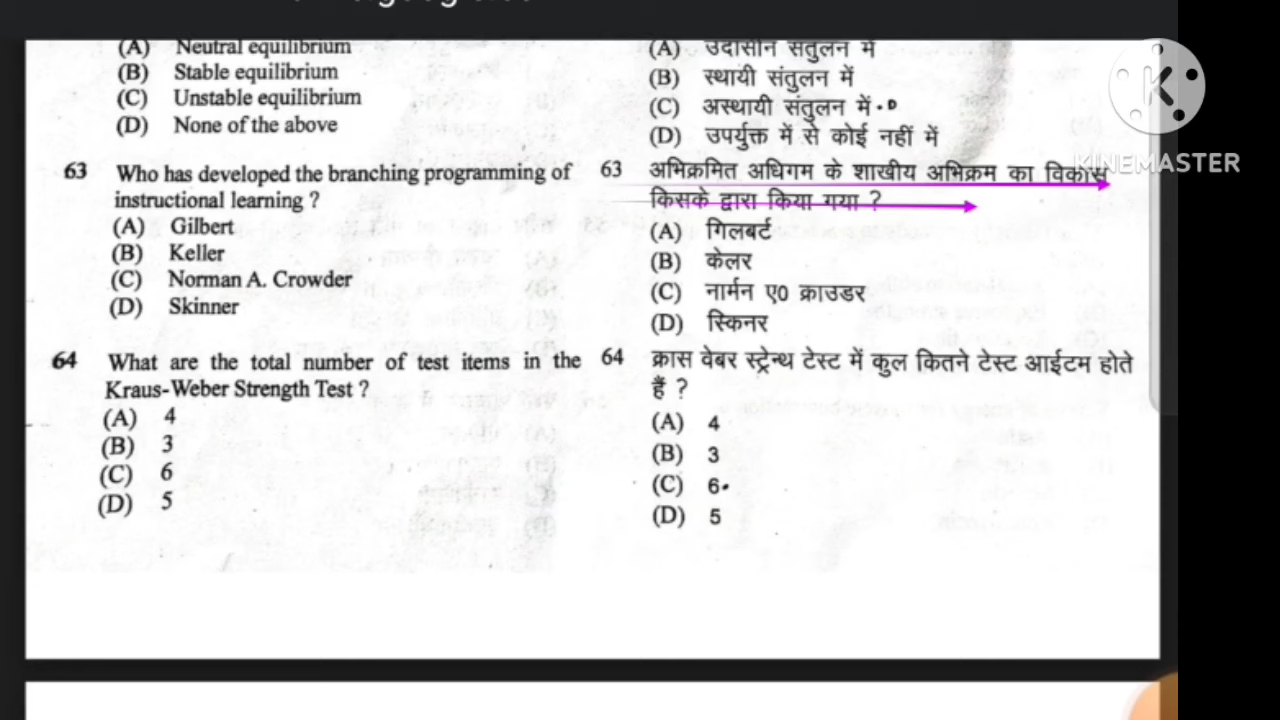 (A) Neutral equilibrium
(B) Stable equilibrium
(C) Unstable equilibrium
(D) None of the above
63 Who has developed the branching programming of
instructional learning ?
(A) Gilbert
(B) Keller
(C) Norman A. Crowder
(D) Skinner
64 What are the total number of test items in the
Kraus-Weber Strength Test ?
(A) 4
(B) 3
(C) 6
(D) 5
(A) उदासीन संतुलन में
(B) स्थायी संतुलन में
(C) अस्थायी संतुलन में
(D) उपर्युक्त में से कोई नहीं में
63 अभिक्रमित अधिगम के शाखीय अभिक्रम का विकास
किसके द्वारा किया गया ?
(A) गिलबर्ट
(B) केलर
(C) नार्मन ए0 क्राउडर
(D) स्किनर
64 क्रास वेबर स्ट्रेन्थ टेस्ट में कुल कितने टेस्ट आईटम होते
हैं ?
(A) 4
(B) 3
(C) 6
(D) 5
K
KINEMASTER